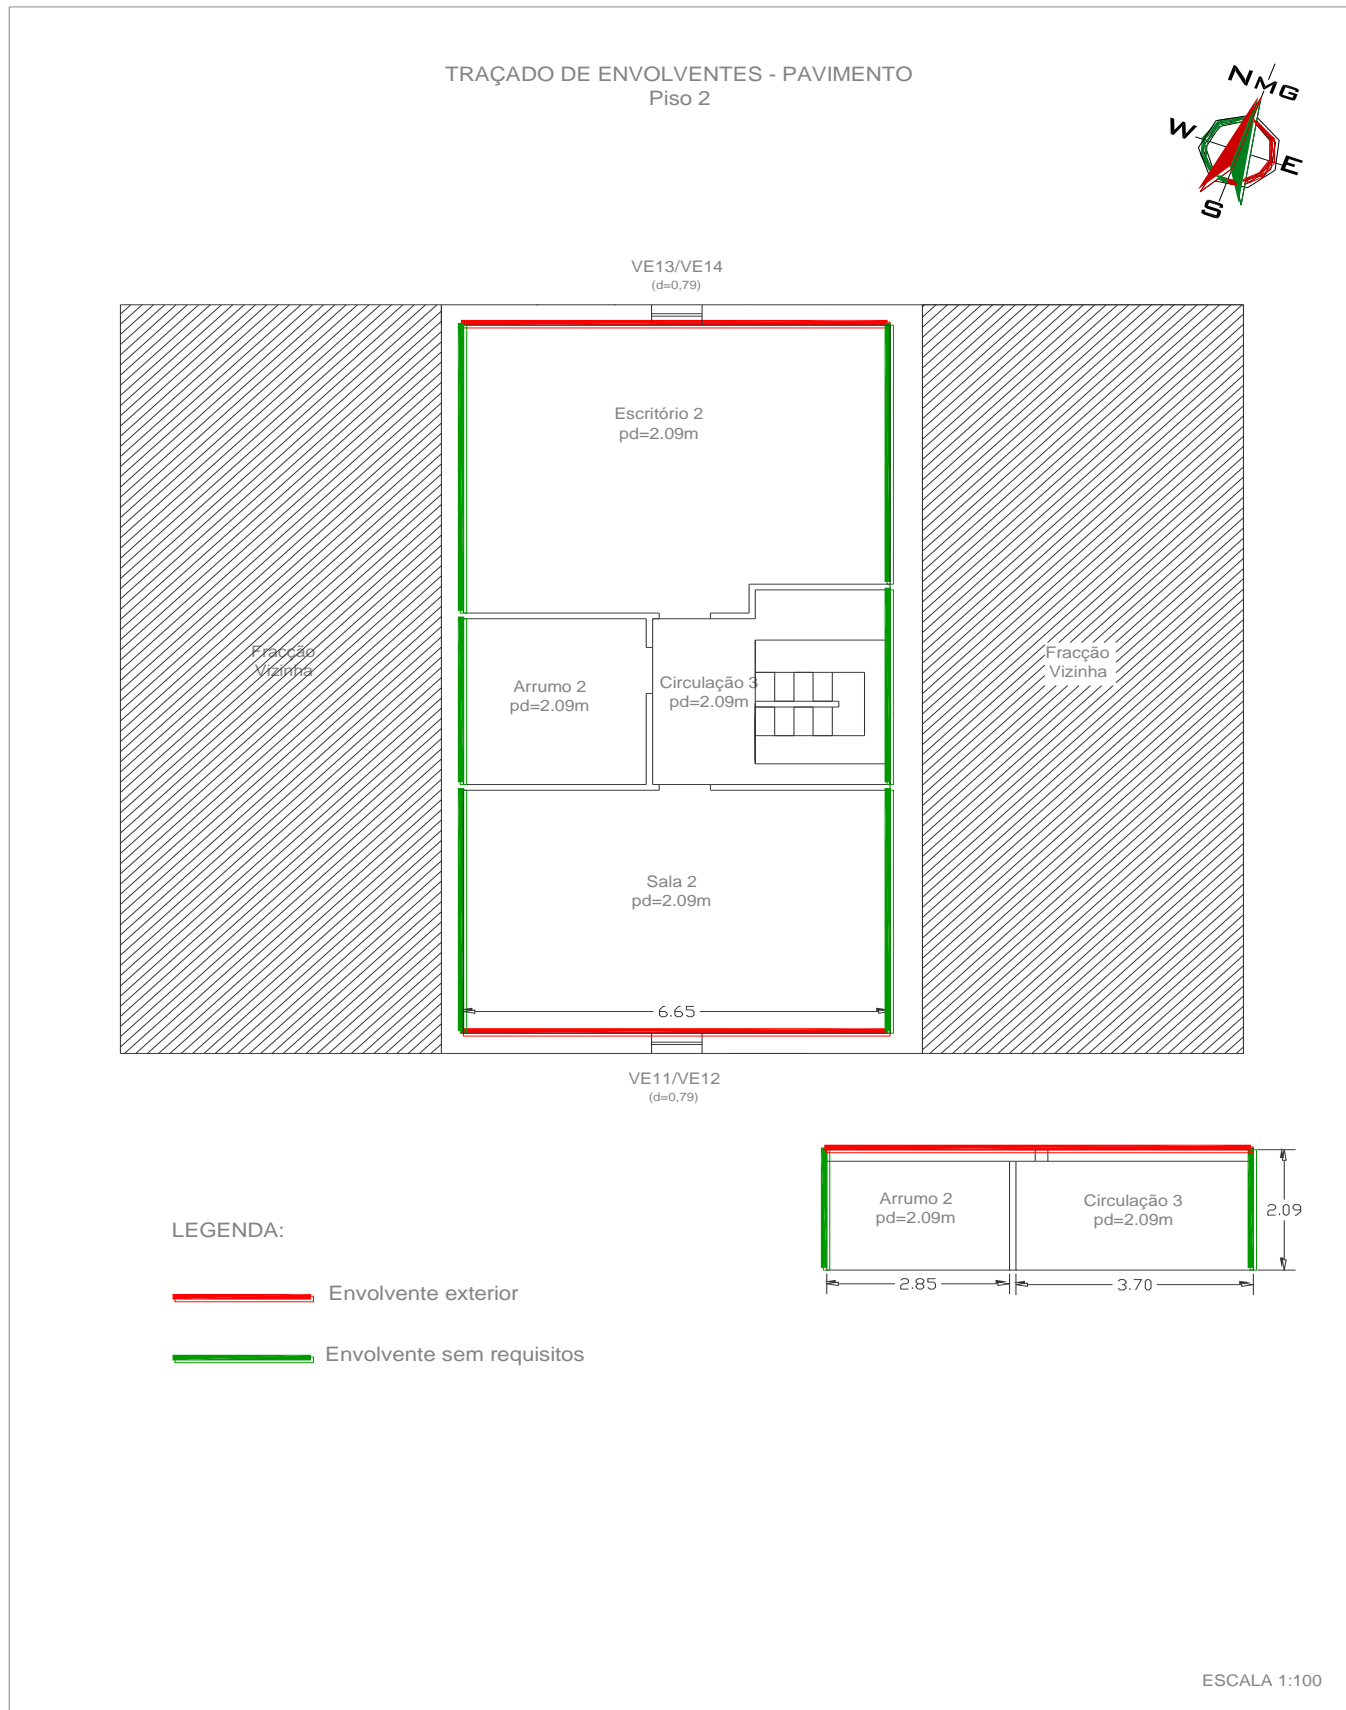 TRAÇADO DE ENVOLVENTES - PAVIMENTO
Piso 2
NMG
W
E
S
VE13/VE14
(d=0,79)
Escritório 2
pd=2.09m
Fracção
Vizinha
Arrumo 2
pd=2.09m
Circulação 3
pd=2.09m
Fracção
Vizinha
Sala 2
pd=2.09m
6.65
VE11/VE12
(d=0,79)
Arrumo 2
pd=2.09m
Circulação 3
pd=2.09m
2.09
2.85
3.70
LEGENDA:
Envolvente exterior
Envolvente sem requisitos
ESCALA 1:100